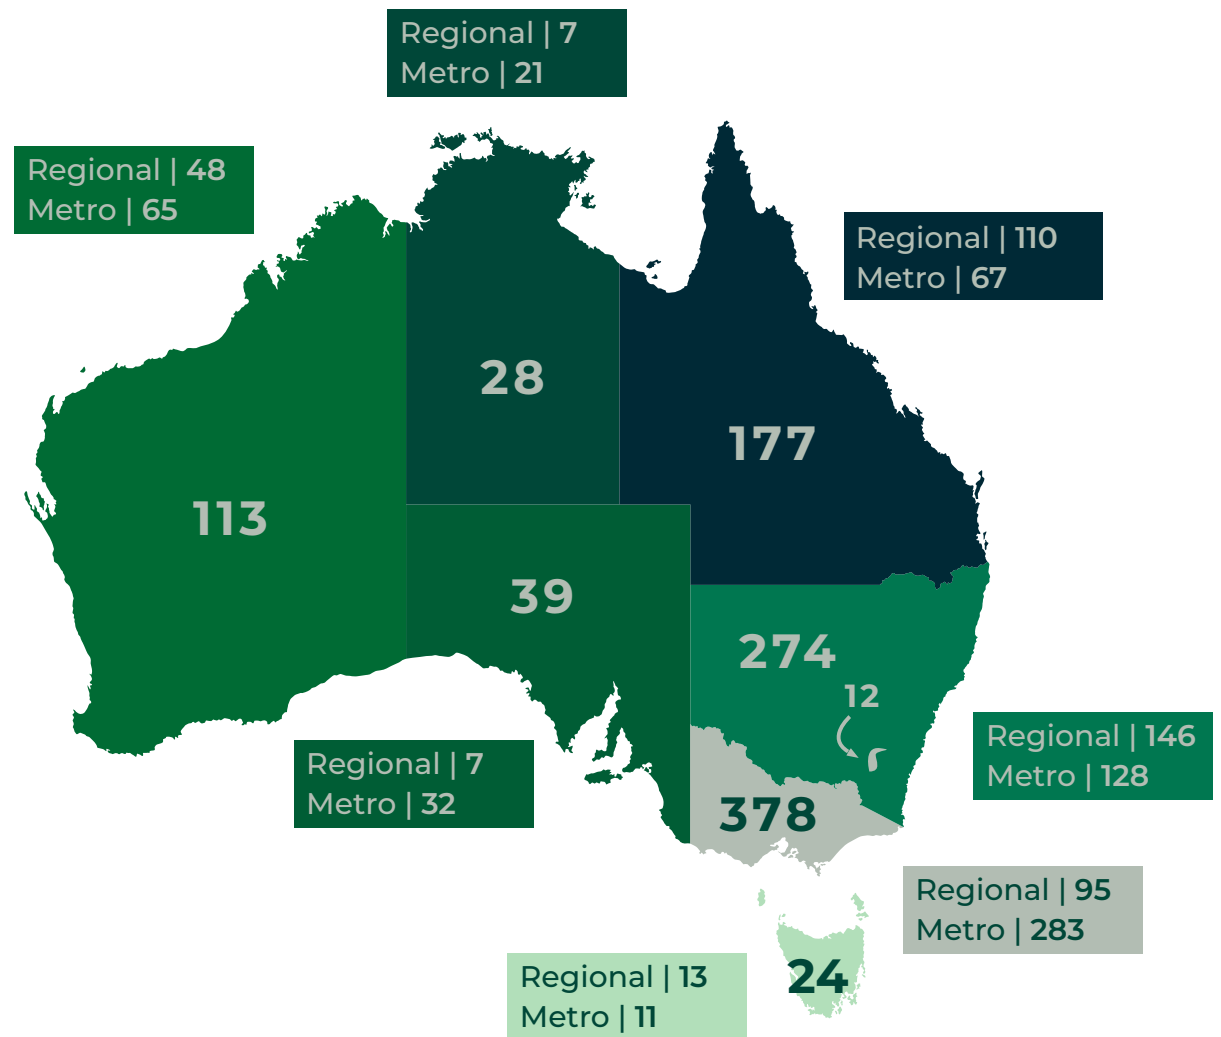 Regional | 7
Metro | 21
Regional | 48
Metro | 65
Regional | 110
Metro | 67
28
177
113
39
274
12
Regional | 146
Metro | 128
Regional | 7
Metro | 32
378
Regional | 95
Metro | 283
24
Regional | 13
Metro | 11